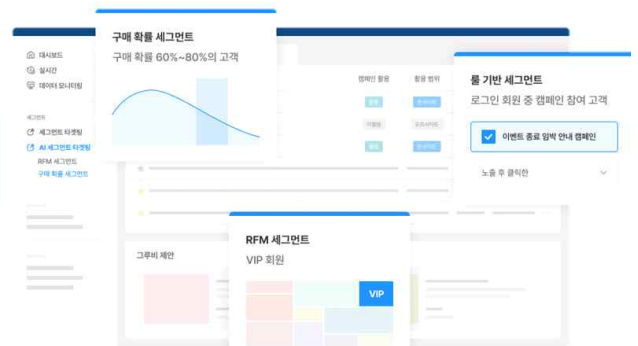 구매 확률 세그먼트
구매 확률 60%~80%의 고객
대시보드
실시간
데이터 모니터링
세그먼트
세그먼트 타겟팅
AI 세그먼트 타겟팅
RFM 세그먼트
구매 확률 세그먼트
캠페인 활용
활용 범위
룰 기반 세그먼트
로그인 회원 중 캠페인 참여 고객
이벤트 종료 임박 안내 캠페인
노출 후 클릭한
그루비 제안
RFM 세그먼트
VIP 회원
VIP